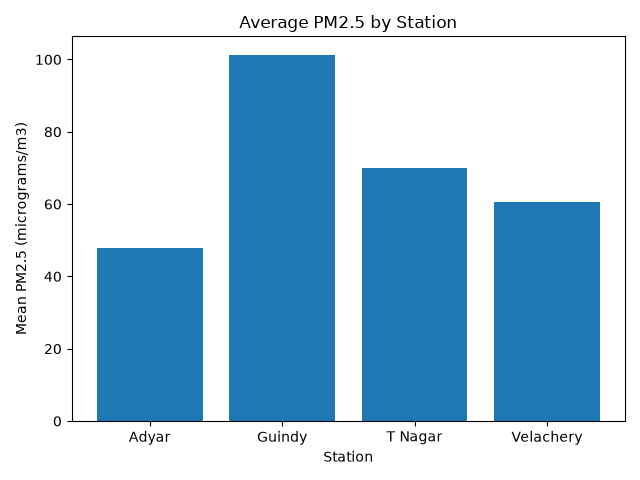 Average PM2.5 by Station
Mean PM2.5 (micrograms/m3)
100
80
60
40
20
0
Adyar Guindy T Nagar Velachery
Station